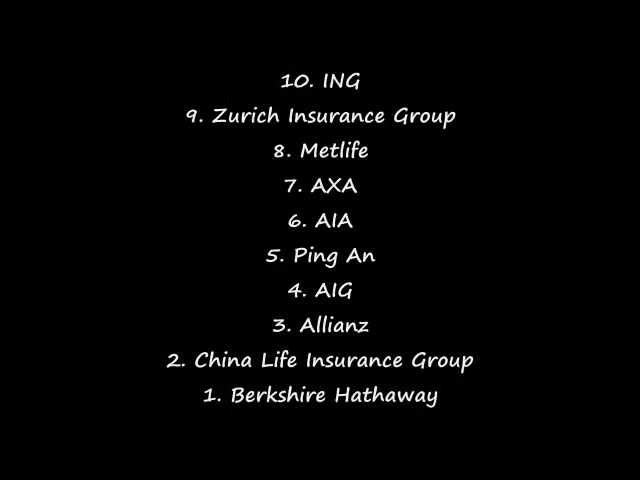 10. ING
9. Zurich Insurance Group
8. Metlife
7. AXA
6. AIA
5. Ping An
4. AIG
3. Allianz
2. China Life Insurance Group
1. Berkshire Hathaway